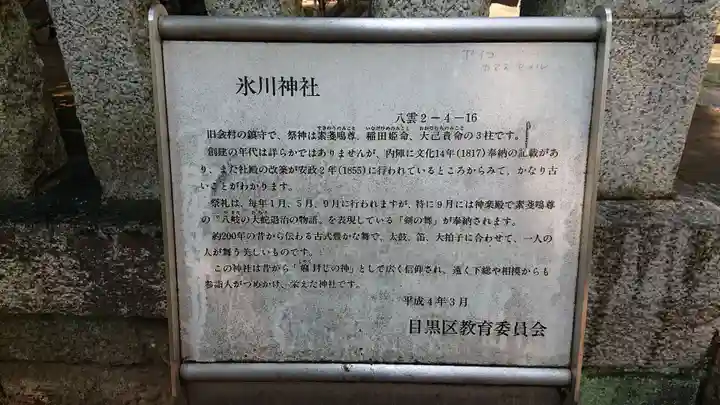 氷川神社
八雲2－4－16
旧衾村の鎮守で、祭神は素戔嗚尊、稲田姫命、大己貴命の3柱です。
創建の年代は詳らかではありませんが、内陣に文化14年(1817)奉納の記載があ
り、また社殿の改築が安政2年(1855)に行われているところからみて、かなり古
いことがわかります。
祭礼は、毎年1月、5月、9月に行われますが、特に9月には神楽殿で素戔嗚尊
の"八岐の大蛇退治の物語"を表現している「剣の舞」が奉納されます。
約200年の昔から伝わる古式豊かな舞で、太鼓、笛、大拍子に合わせて、一人の
人が舞う美しいものです。
この神社は昔から「癪封じの神」として広く信仰され、遠く下総や相模からも
参詣人がつめかけ、栄えた神社です。
平成4年3月
目黒区教育委員会